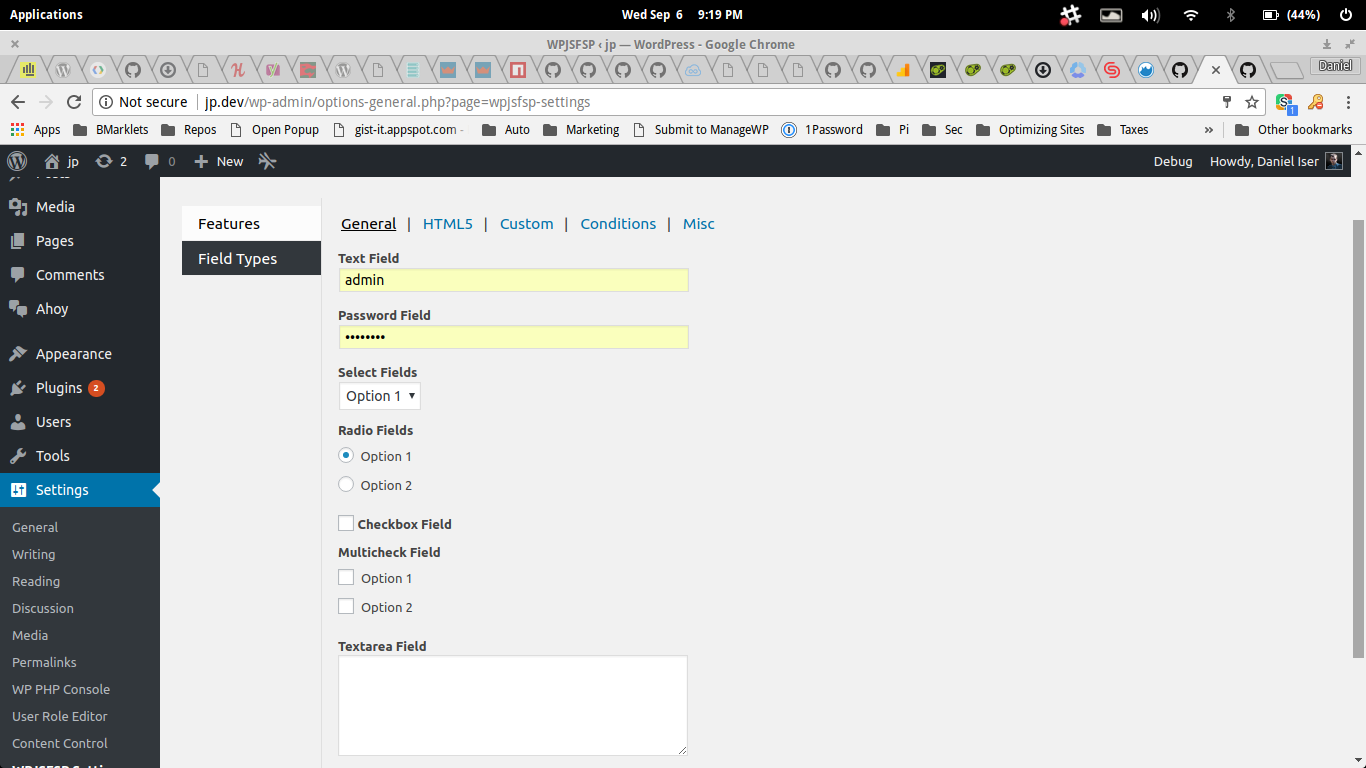 Applications
Wed Sep 6 9:19 PM
(44%)
WPJSFSP ‹ jp — WordPress - Google Chrome
Daniel
Not secure
jp.dev/wp-admin/options-general.php?page=wpjsfsp-settings
1
Apps
BMarklets
Repos
Open Popup
gist-it.appspot.com -
Auto
Marketing
Submit to ManageWP
1Password
Pi
Sec
Optimizing Sites
Taxes
»
Other bookmarks
jp
2
0
New
Debug
Howdy, Daniel Iser
Posts
Media
Pages
Comments
Ahoy
Appearance
Plugins 2
Users
Tools
Settings
General
Writing
Reading
Discussion
Media
Permalinks
WP PHP Console
User Role Editor
Content Control
Features
Field Types
General | HTML5 | Custom | Conditions | Misc
Text Field
admin
Password Field
••••••••
Select Fields
Option 1
Radio Fields
Option 1
Option 2
Checkbox Field
Multicheck Field
Option 1
Option 2
Textarea Field